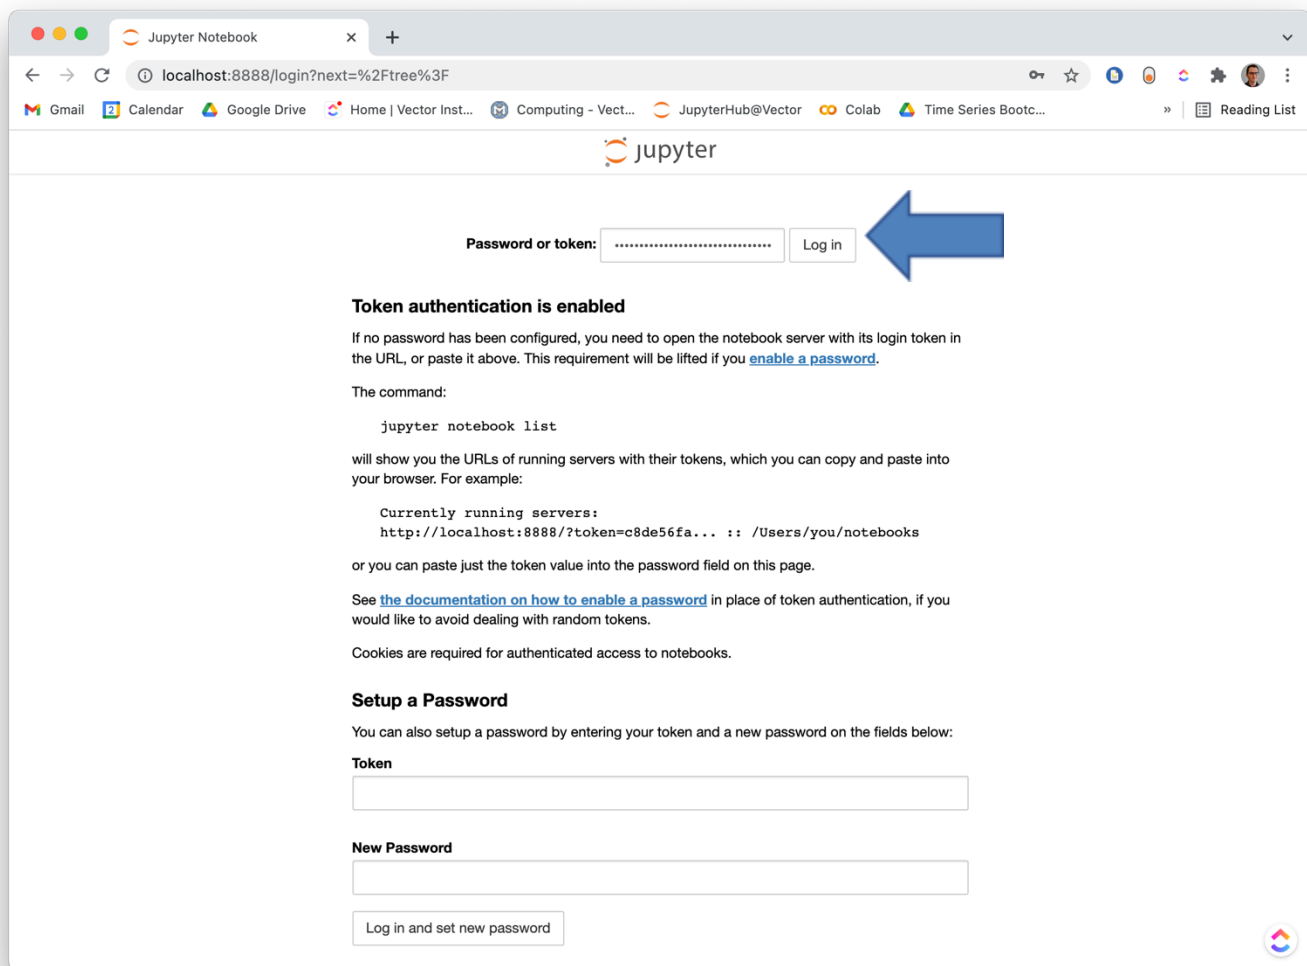 Jupyter Notebook
localhost:8888/login?next=%2Ftree%3F
Gmail 2 Calendar Google Drive Home | Vector Inst... Computing - Vect... JupyterHub@Vector Colab Time Series Bootc... » Reading List
jupyter
Password or token: •••••••••••••••••••••••••••••••• Log in
Token authentication is enabled
If no password has been configured, you need to open the notebook server with its login token in
the URL, or paste it above. This requirement will be lifted if you enable a password.
The command:
jupyter notebook list
will show you the URLs of running servers with their tokens, which you can copy and paste into
your browser. For example:
Currently running servers:
http://localhost:8888/?token=c8de56fa... :: /Users/you/notebooks
or you can paste just the token value into the password field on this page.
See the documentation on how to enable a password in place of token authentication, if you
would like to avoid dealing with random tokens.
Cookies are required for authenticated access to notebooks.
Setup a Password
You can also setup a password by entering your token and a new password on the fields below:
Token
New Password
Log in and set new password